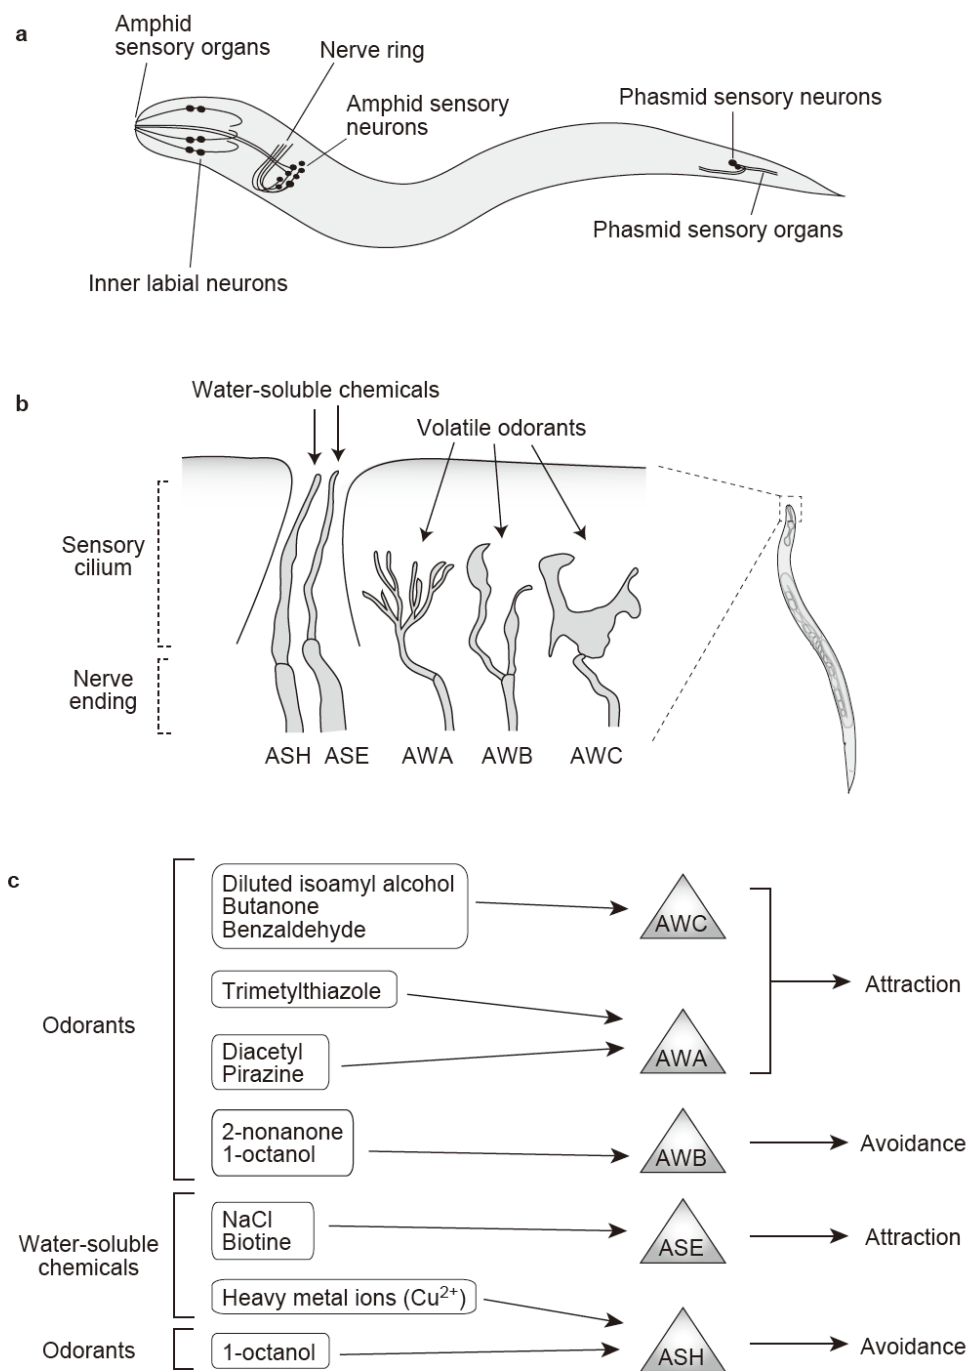 a
Amphid
sensory organs
Nerve ring
Amphid sensory
neurons
Phasmid sensory neurons
Phasmid sensory organs
Inner labial neurons
b
Water-soluble chemicals
Volatile odorants
Sensory
cilium
Nerve
ending
ASH
ASE
AWA
AWB
AWC
c
Odorants
Diluted isoamyl alcohol
Butanone
Benzaldehyde
AWC
Trimetylthiazole
Attraction
Diacetyl
Pirazine
AWA
2-nonanone
1-octanol
AWB
Avoidance
Water-soluble
chemicals
NaCl
Biotine
ASE
Attraction
Heavy metal ions (Cu²⁺)
Odorants
1-octanol
ASH
Avoidance